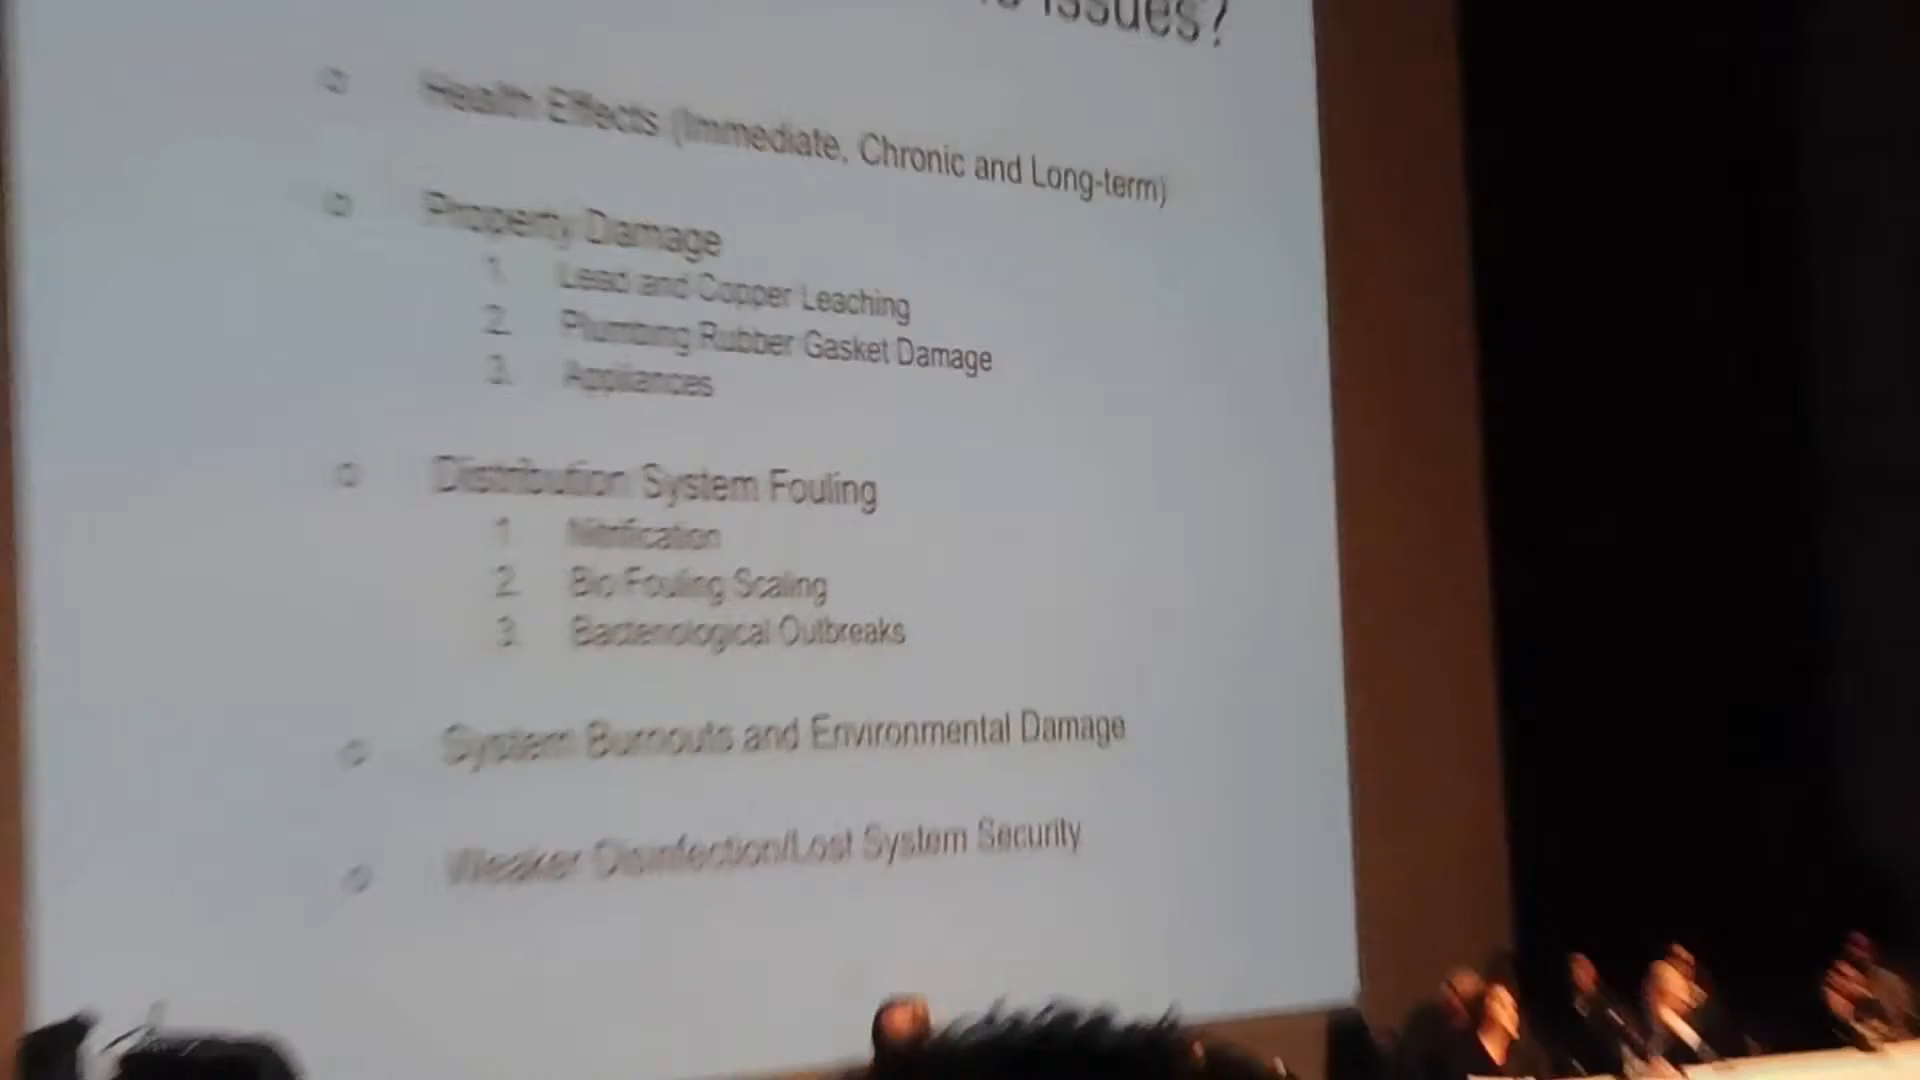 Issues?
o Health Effects (Immediate, Chronic and Long-term)
o Property Damage
1. Lead and Copper Leaching
2. Plumbing Rubber Gasket Damage
3. Appliances
o Distribution System Fouling
1. Nitrification
2. Bio Fouling Scaling
3. Bacteriological Outbreaks
o System Burnouts and Environmental Damage
o Weaker Disinfection/Lost System Security